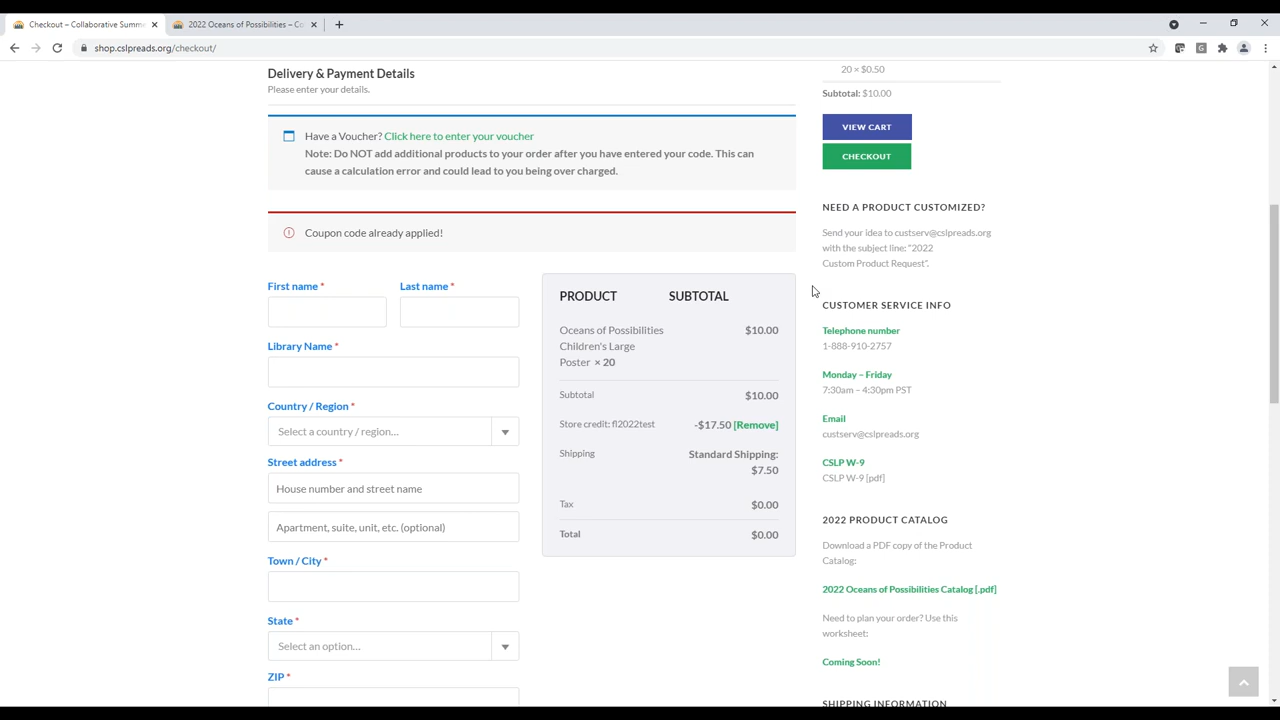 Checkout – Collaborative Summe
2022 Oceans of Possibilities – Co
shop.cslpreads.org/checkout/
Delivery & Payment Details
Please enter your details.
Have a Voucher? Click here to enter your voucher
Note: Do NOT add additional products to your order after you have entered your code. This can
cause a calculation error and could lead to you being over charged.
Coupon code already applied!
First name *
Last name *
Library Name *
Country / Region *
Select a country / region...
Street address *
House number and street name
Apartment, suite, unit, etc. (optional)
Town / City *
State *
Select an option...
ZIP *
PRODUCT SUBTOTAL
Oceans of Possibilities $10.00
Children's Large
Poster × 20
Subtotal $10.00
Store credit: fl2022test -$17.50 [Remove]
Shipping Standard Shipping:
$7.50
Tax $0.00
Total $0.00
20 × $0.50
Subtotal: $10.00
VIEW CART
CHECKOUT
NEED A PRODUCT CUSTOMIZED?
Send your idea to custserv@cslpreads.org
with the subject line: "2022
Custom Product Request".
CUSTOMER SERVICE INFO
Telephone number
1-888-910-2757
Monday – Friday
7:30am – 4:30pm PST
Email
custserv@cslpreads.org
CSLP W-9
CSLP W-9 [pdf]
2022 PRODUCT CATALOG
Download a PDF copy of the Product
Catalog:
2022 Oceans of Possibilities Catalog [.pdf]
Need to plan your order? Use this
worksheet:
Coming Soon!
SHIPPING INFORMATION